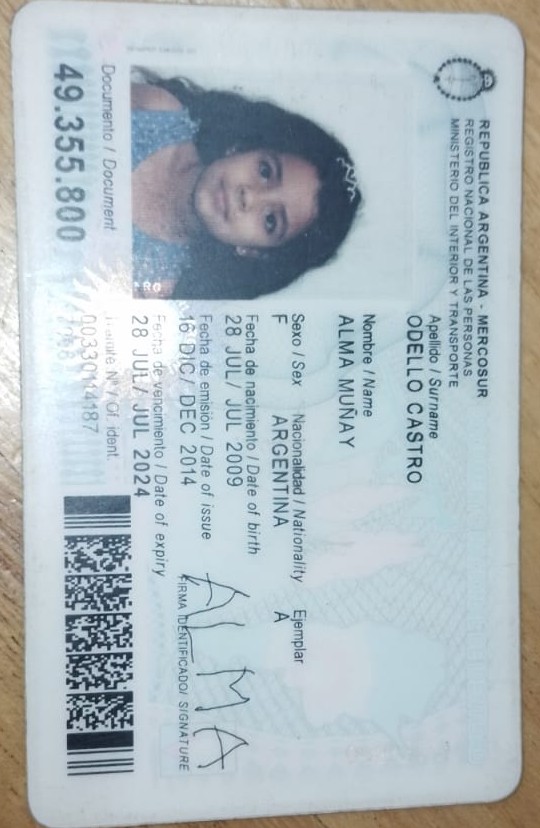 REPUBLICA ARGENTINA - MERCOSUR
REGISTRO NACIONAL DE LAS PERSONAS
MINISTERIO DEL INTERIOR Y TRANSPORTE
Apellido / Surname
ODELLO CASTRO
Nombre / Name
ALMA MUÑAY
Sexo / Sex Nacionalidad / Nationality Ejemplar
F ARGENTINA A
Fecha de nacimiento / Date of birth
28 JUL/ JUL 2009
Fecha de emisión / Date of issue
16 DIC/ DEC 2014
ALMA
FIRMA IDENTIFICADO/ SIGNATURE
Fecha de vencimiento / Date of expiry
28 JUL/ JUL 2024
Documento / Document
49.355.800
Trámite Nº / Of. ident.
00330114187